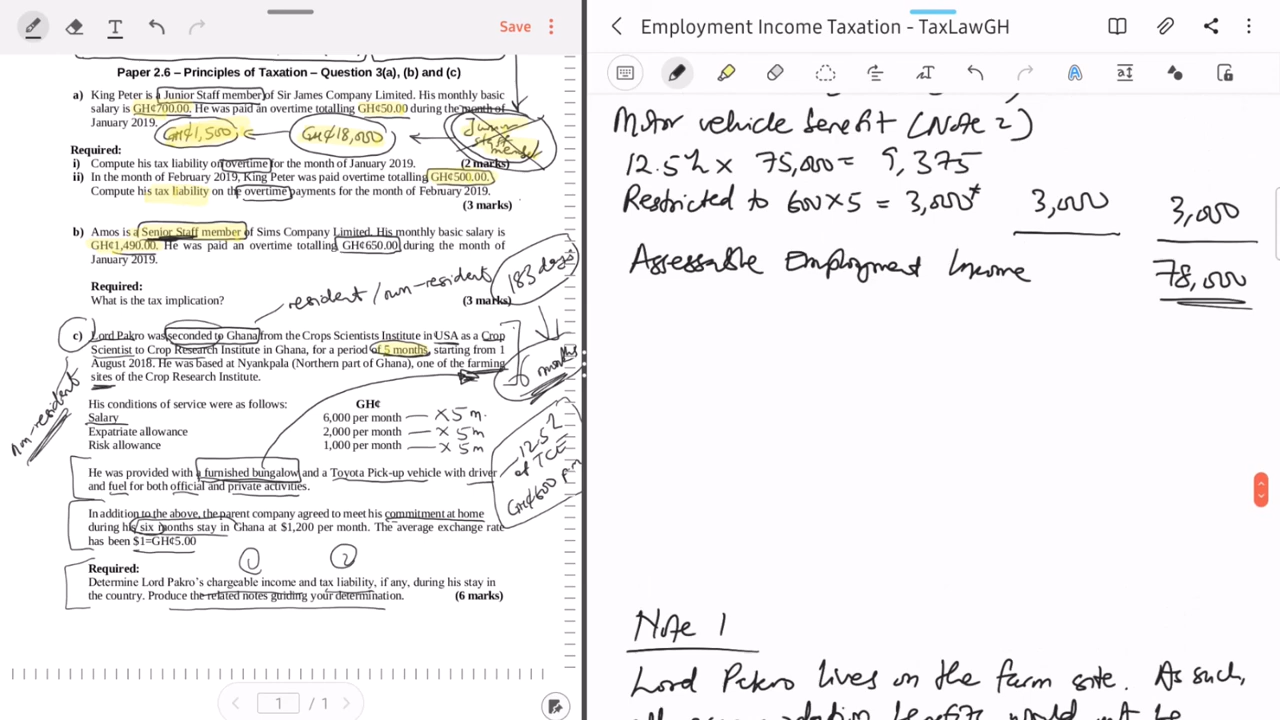 Save
Paper 2.6 – Principles of Taxation – Question 3(a), (b) and (c)
a) King Peter is a Junior Staff member of Sir James Company Limited. His monthly basic
salary is GH¢700.00. He was paid an overtime totalling GH¢50.00 during the month of
January 2019.
GH¢1,500
GH¢18,000
Junior
staff
member
Required:
i) Compute his tax liability on overtime for the month of January 2019. (2 marks)
ii) In the month of February 2019, King Peter was paid overtime totalling GH¢500.00.
Compute his tax liability on the overtime payments for the month of February 2019.
(3 marks)
b) Amos is a Senior Staff member of Sims Company Limited. His monthly basic salary is
GH¢1,490.00. He was paid an overtime totalling GH¢650.00 during the month of
January 2019.
Required:
What is the tax implication? (3 marks)
resident / non-resident
183 days
c) Lord Pakro was seconded to Ghana from the Crops Scientists Institute in USA as a Crop
Scientist to Crop Research Institute in Ghana, for a period of 5 months, starting from 1
August 2018. He was based at Nyankpala (Northern part of Ghana), one of the farming
sites of the Crop Research Institute.
6 months
non-resident
His conditions of service were as follows: GH¢
Salary 6,000 per month X 5 m.
Expatriate allowance 2,000 per month X 5m
Risk allowance 1,000 per month X 5m
12.5%
of TCE
GH¢600 pm
He was provided with a furnished bungalow and a Toyota Pick-up vehicle with driver
and fuel for both official and private activities.
In addition to the above, the parent company agreed to meet his commitment at home
during his six months stay in Ghana at $1,200 per month. The average exchange rate
has been $1=GH¢5.00
1 2
Required:
Determine Lord Pakro's chargeable income and tax liability, if any, during his stay in
the country. Produce the related notes guiding your determination. (6 marks)
1 / 1
Employment Income Taxation - TaxLawGH
Motor vehicle benefit (Note 2)
12.5% x 75,000 = 9,375
Restricted to 600 x 5 = 3,000* 3,000 3,000
Assessable Employment Income 78,000
Note 1
Lord Pakro lives on the farm site. As such,